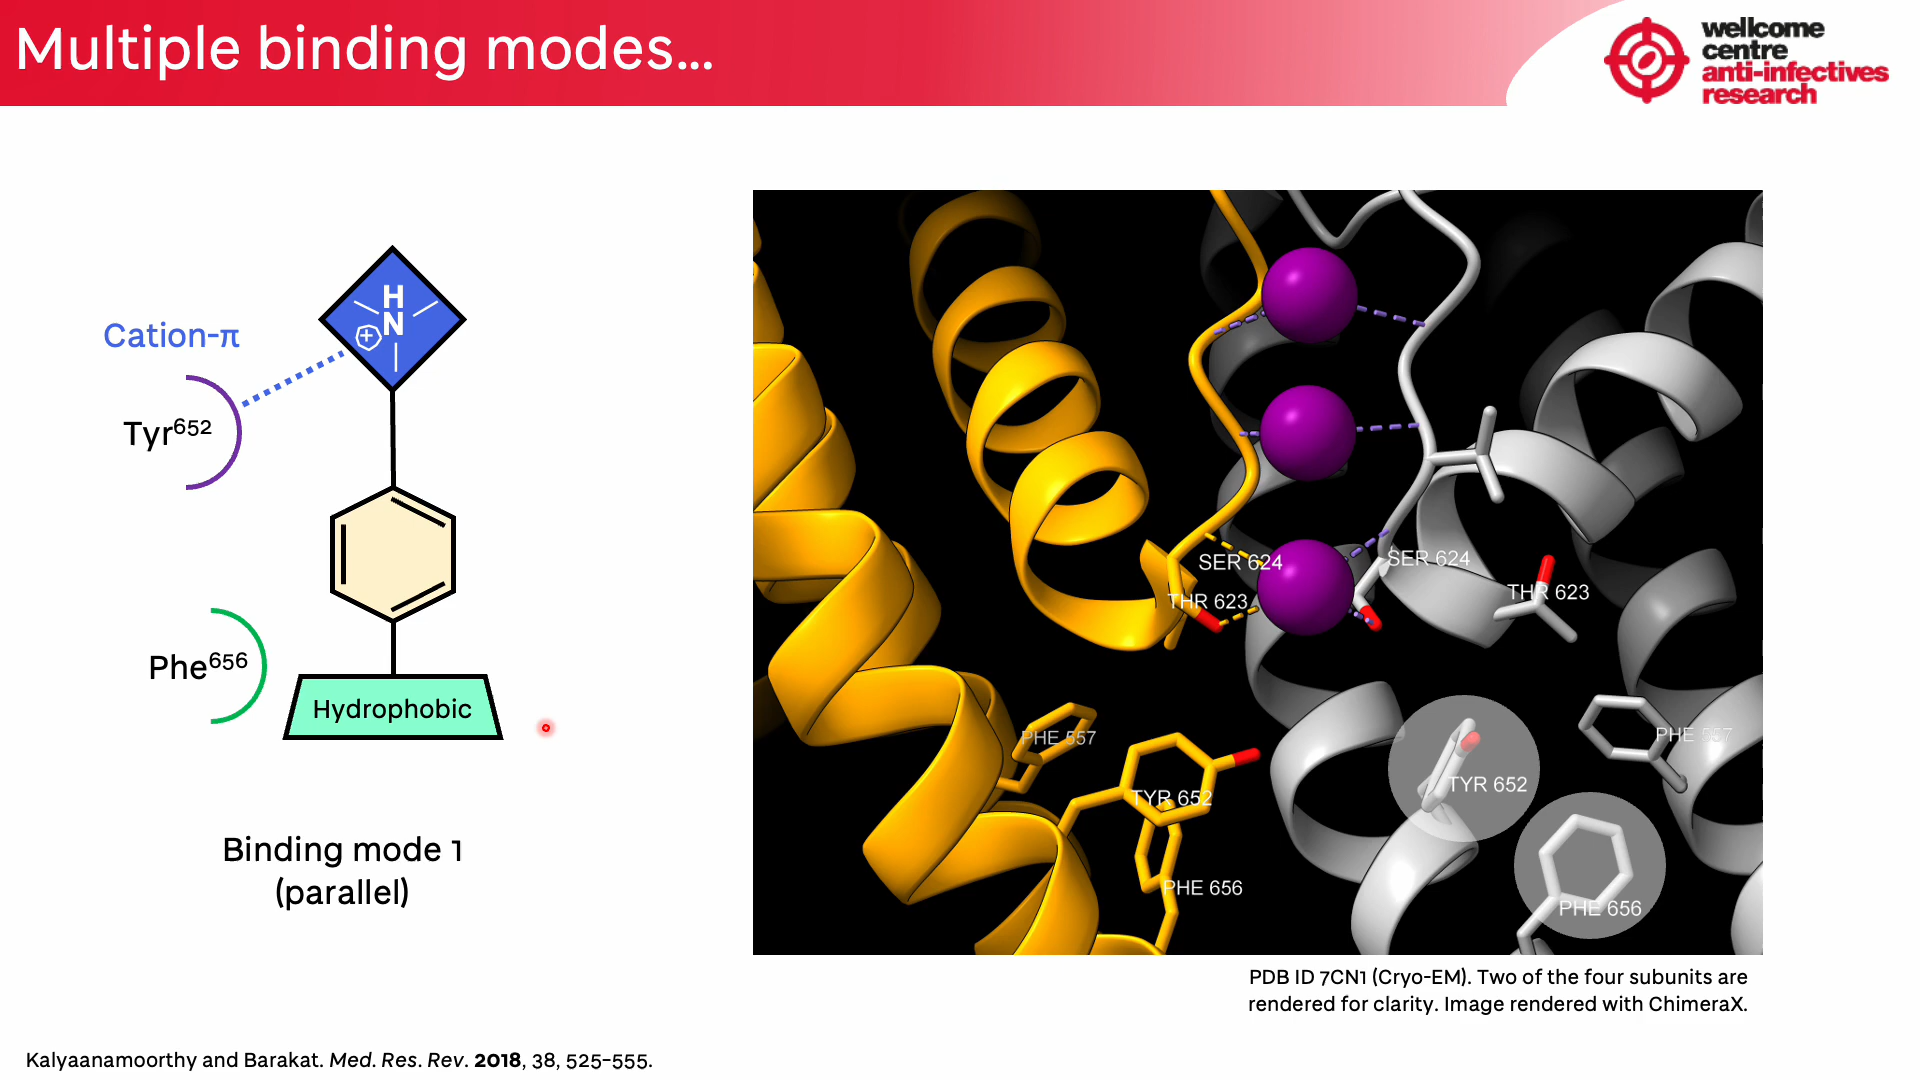 Multiple binding modes...
wellcome
centre
anti-infectives
research
H
N
+
Cation-π
Tyr⁶⁵²
Phe⁶⁵⁶
Hydrophobic
Binding mode 1
(parallel)
SER 624
SER 624
THR 623
THR 623
PHE 557
PHE 557
TYR 652
TYR 652
PHE 656
PHE 656
PDB ID 7CN1 (Cryo-EM). Two of the four subunits are
rendered for clarity. Image rendered with ChimeraX.
Kalyaanamoorthy and Barakat. Med. Res. Rev. 2018, 38, 525-555.